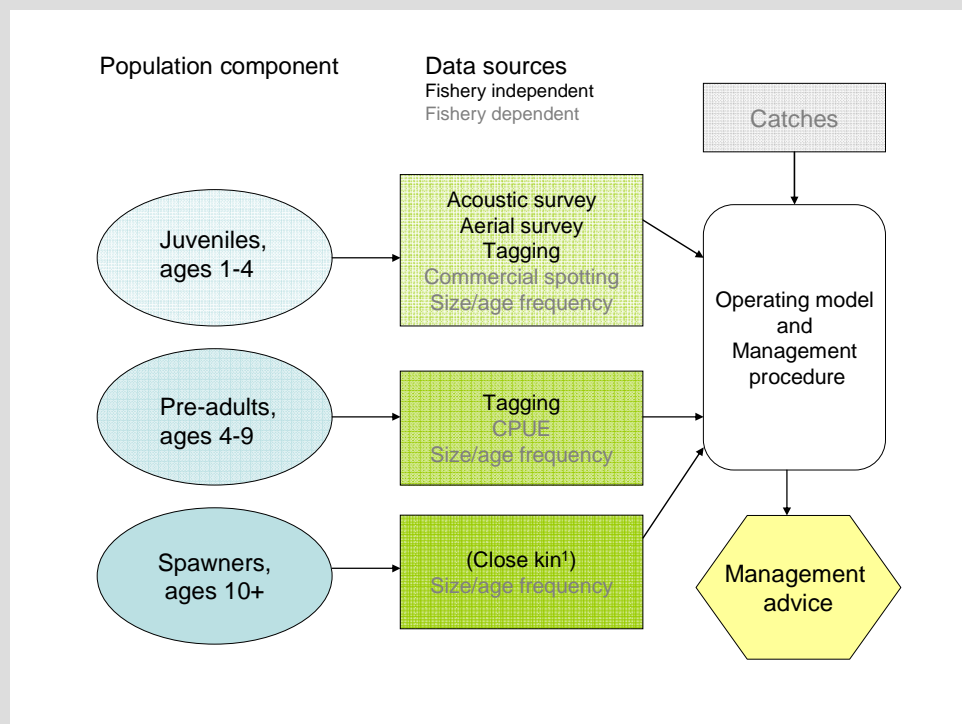 Population component
Data sources
Fishery independent
Fishery dependent
Catches
Juveniles,
ages 1-4
Acoustic survey
Aerial survey
Tagging
Commercial spotting
Size/age frequency
Operating model
and
Management
procedure
Pre-adults,
ages 4-9
Tagging
CPUE
Size/age frequency
Spawners,
ages 10+
(Close kin¹)
Size/age frequency
Management
advice